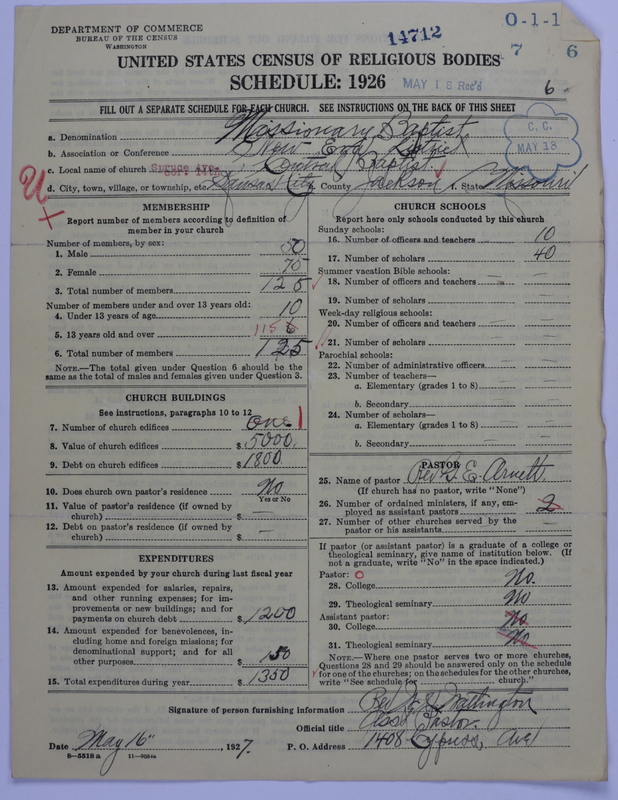 DEPARTMENT OF COMMERCE
BUREAU OF THE CENSUS
WASHINGTON
14712
O-1-1
7 6
UNITED STATES CENSUS OF RELIGIOUS BODIES
SCHEDULE: 1926
MAY 18 Rec'd
6
FILL OUT A SEPARATE SCHEDULE FOR EACH CHURCH. SEE INSTRUCTIONS ON THE BACK OF THIS SHEET
a. Denomination Missionary Baptist
b. Association or Conference New Era District
C. C.
MAY 18
c. Local name of church Baptist
d. City, town, village, or township, etc. Kansas City County Jackson State Missouri
MEMBERSHIP
Report number of members according to definition of member in your church
Number of members, by sex:
1. Male 50
2. Female 75
3. Total number of members 125
Number of members under and over 13 years old:
4. Under 13 years of age 10
5. 13 years old and over 115
6. Total number of members 125
NOTE.—The total given under Question 6 should be the
same as the total of males and females given under Question 3.
CHURCH BUILDINGS
See instructions, paragraphs 10 to 12
7. Number of church edifices one 1
8. Value of church edifices $ 5000.
9. Debt on church edifices $ 1800
10. Does church own pastor's residence No
Yes or No
11. Value of pastor's residence (if owned by
church) $ —
12. Debt on pastor's residence (if owned by
church) $ —
EXPENDITURES
Amount expended by your church during last fiscal year
13. Amount expended for salaries, repairs,
and other running expenses; for im-
provements or new buildings; and for
payments on church debt $ 1200
14. Amount expended for benevolences, in-
cluding home and foreign missions; for
denominational support; and for all
other purposes $ 150
15. Total expenditures during year $ 1350
CHURCH SCHOOLS
Report here only schools conducted by this church
Sunday schools:
16. Number of officers and teachers 10
17. Number of scholars 40
Summer vacation Bible schools:
18. Number of officers and teachers —
19. Number of scholars —
Week-day religious schools:
20. Number of officers and teachers —
21. Number of scholars —
Parochial schools:
22. Number of administrative officers —
23. Number of teachers—
a. Elementary (grades 1 to 8) —
b. Secondary —
24. Number of scholars—
a. Elementary (grades 1 to 8) —
b. Secondary —
PASTOR
25. Name of pastor Rev. G. E. Arnett
(If church has no pastor, write "None")
26. Number of ordained ministers, if any, em-
ployed as assistant pastors 2
27. Number of other churches served by the
pastor or his assistants —
If pastor (or assistant pastor) is a graduate of a college or
theological seminary, give name of institution below. (If
not a graduate, write "No" in the space indicated.)
Pastor:
28. College No.
29. Theological seminary No
Assistant pastor:
30. College No
31. Theological seminary No
NOTE.—Where one pastor serves two or more churches,
Questions 28 and 29 should be answered only on the schedule
for one of the churches; on the schedules for the other churches,
write "See schedule for church."
Signature of person furnishing information Rev.
Official title Asst Pastor.
Date May 16" , 1927. P. O. Address 1408 Cypress, Ave
8—5518 a 11—9084a